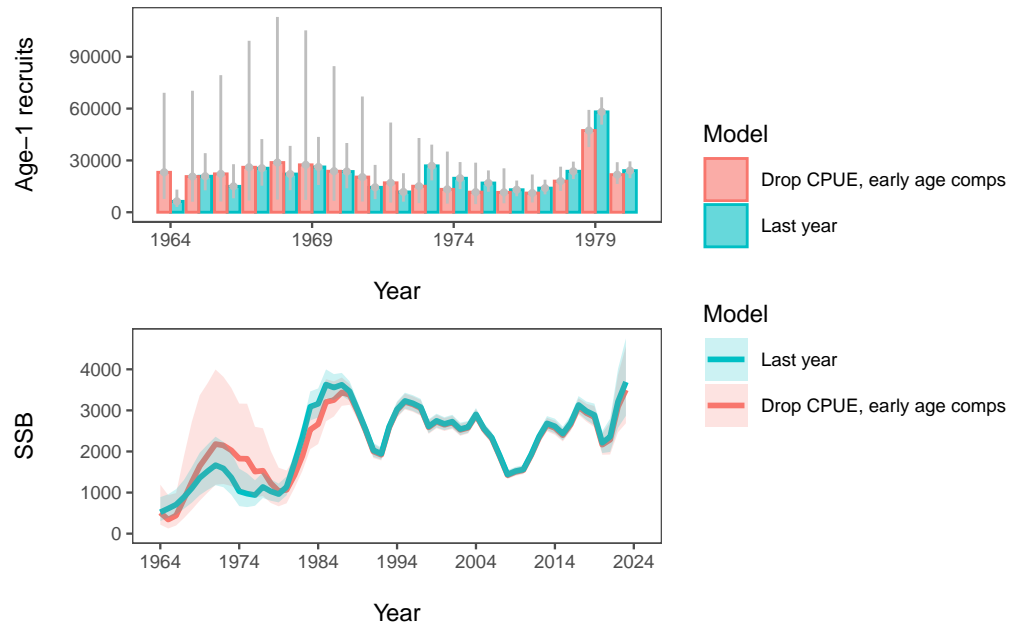 Age−1 recruits
90000
60000
30000
0
1964 1969 1974 1979
Year
Model
Drop CPUE, early age comps
Last year
SSB
4000
3000
2000
1000
0
1964 1974 1984 1994 2004 2014 2024
Year
Model
Last year
Drop CPUE, early age comps